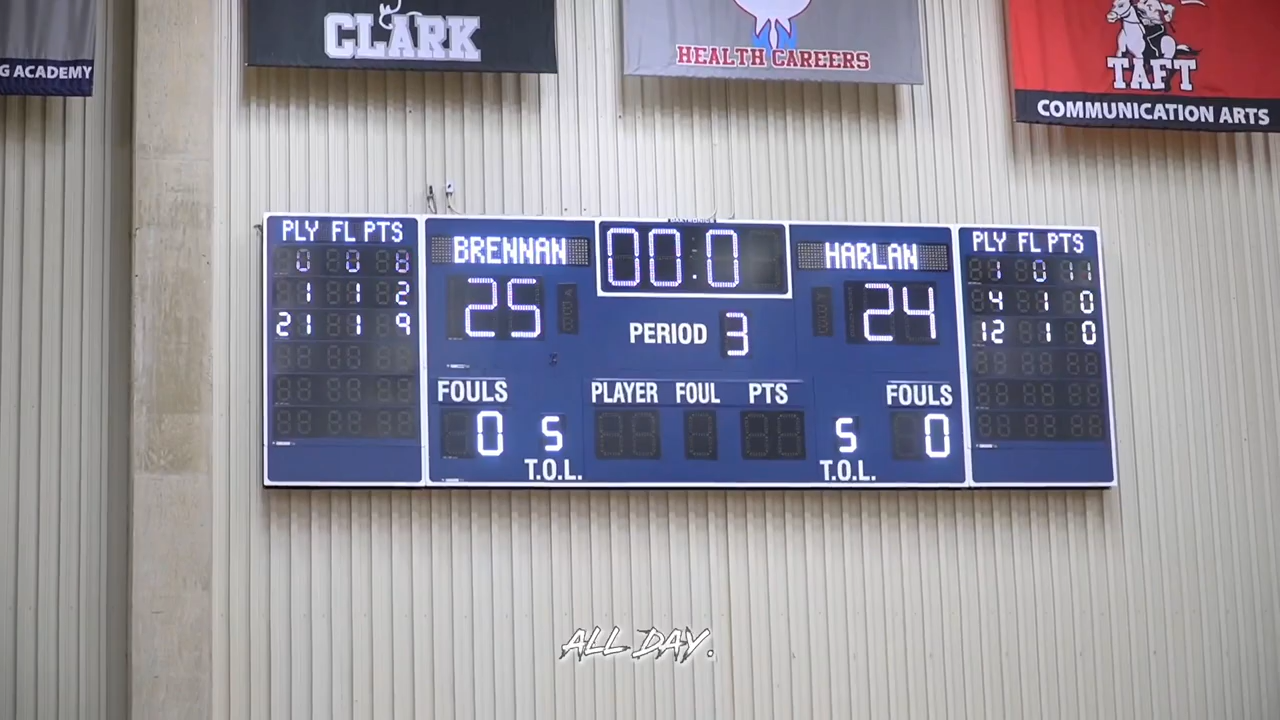 G ACADEMY
CLARK
HEALTH CAREERS
TAFT
COMMUNICATION ARTS
PLY FL PTS
0 0 8
1 1 2
21 1 9
BRENNAN
25
00:0
HARLAN
24
PERIOD 3
FOULS
0
5
T.O.L.
PLAYER FOUL PTS
FOULS
5
0
T.O.L.
PLY FL PTS
1 0 11
4 1 0
12 1 0
ALL DAY.